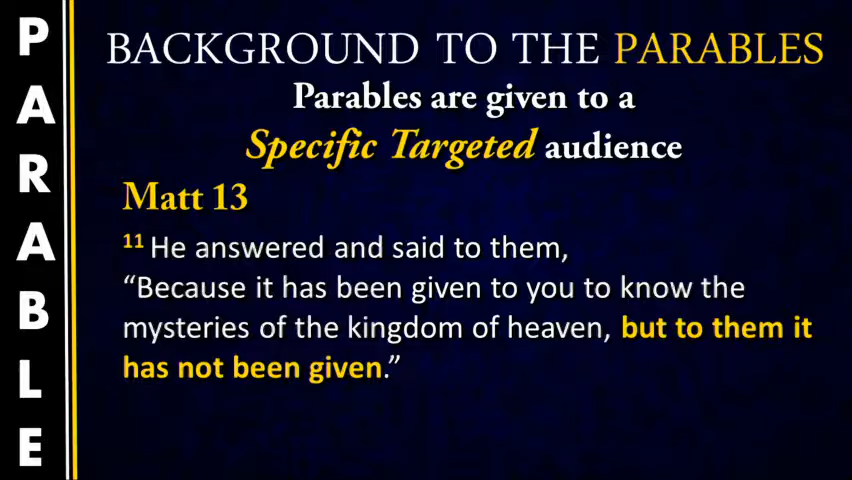 PARABLE
BACKGROUND TO THE PARABLES
Parables are given to a
Specific Targeted audience
Matt 13
11 He answered and said to them,
“Because it has been given to you to know the
mysteries of the kingdom of heaven, but to them it
has not been given.”